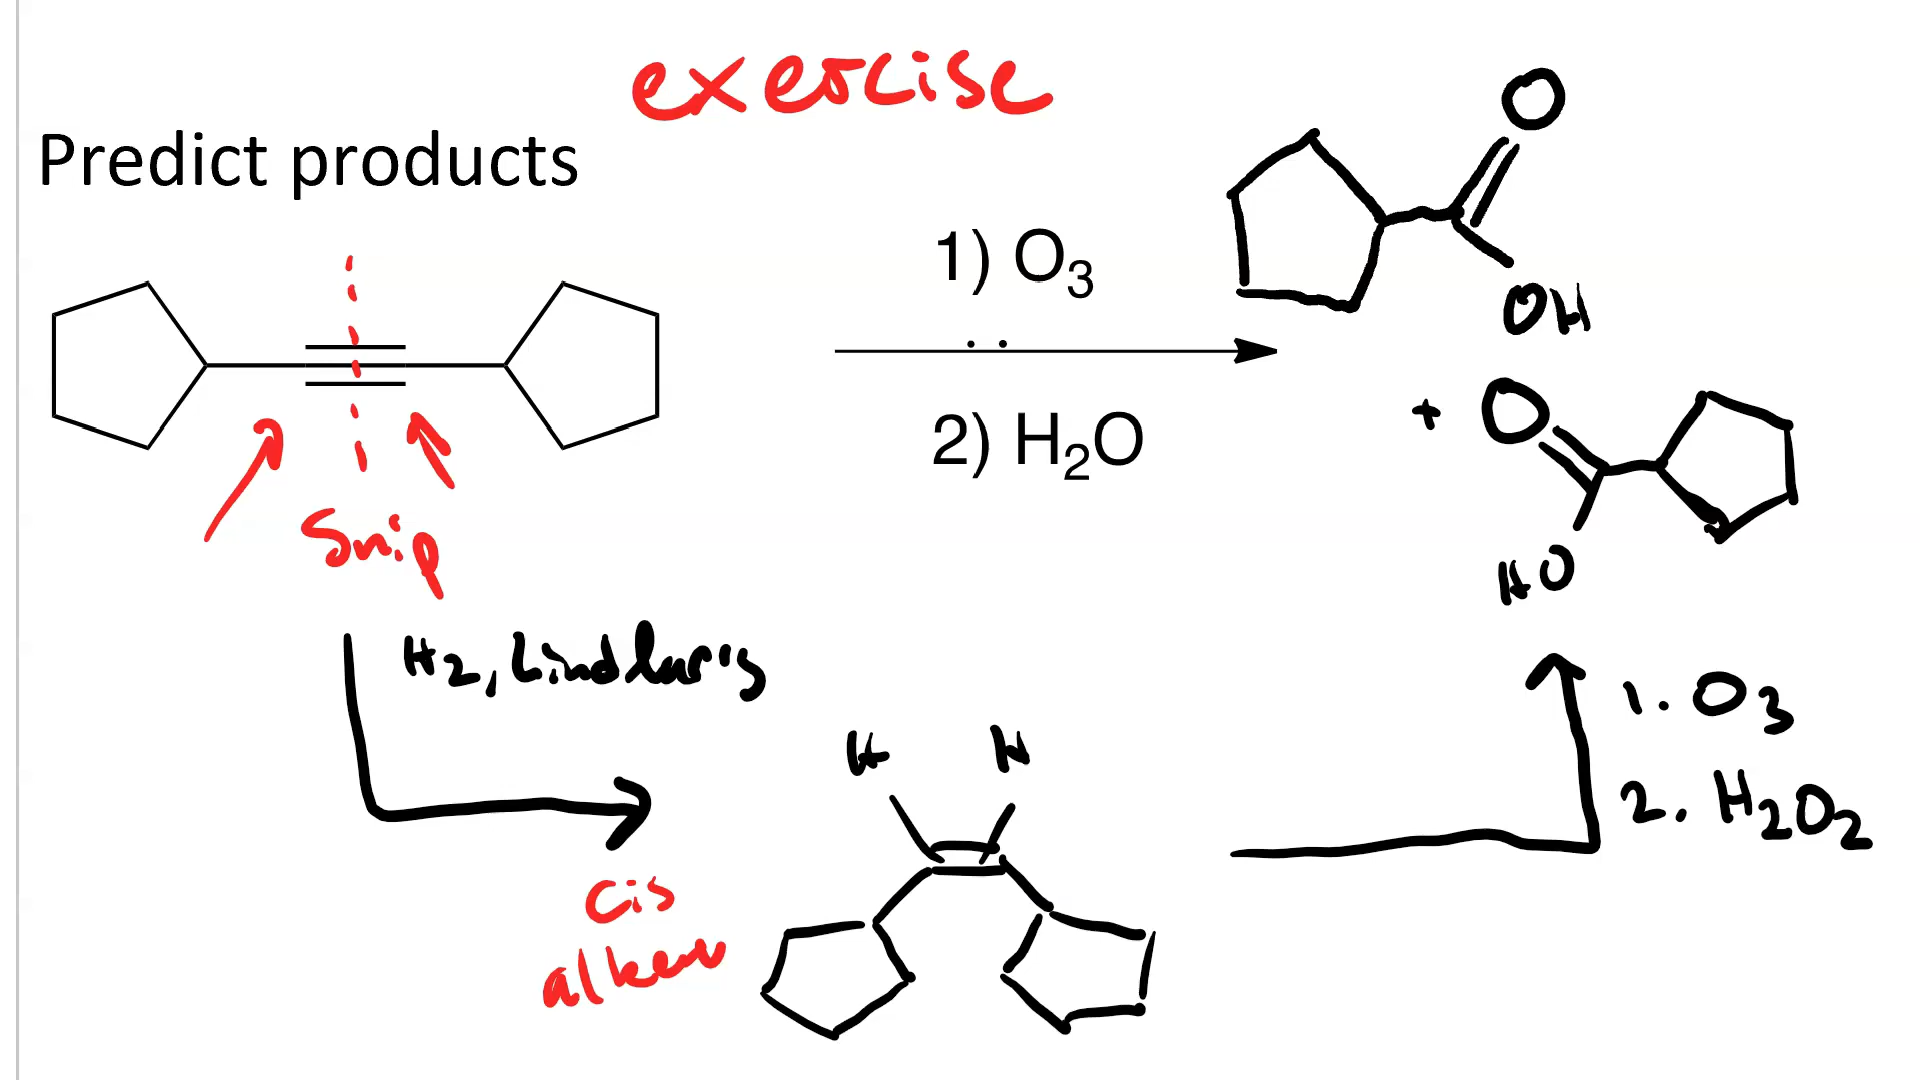 exercise
Predict products
O
1) O₃
OH
+ O
2) H₂O
Snip
HO
H₂, Lindlar's
1. O₃
H H
2. H₂O₂
Cis
alkene